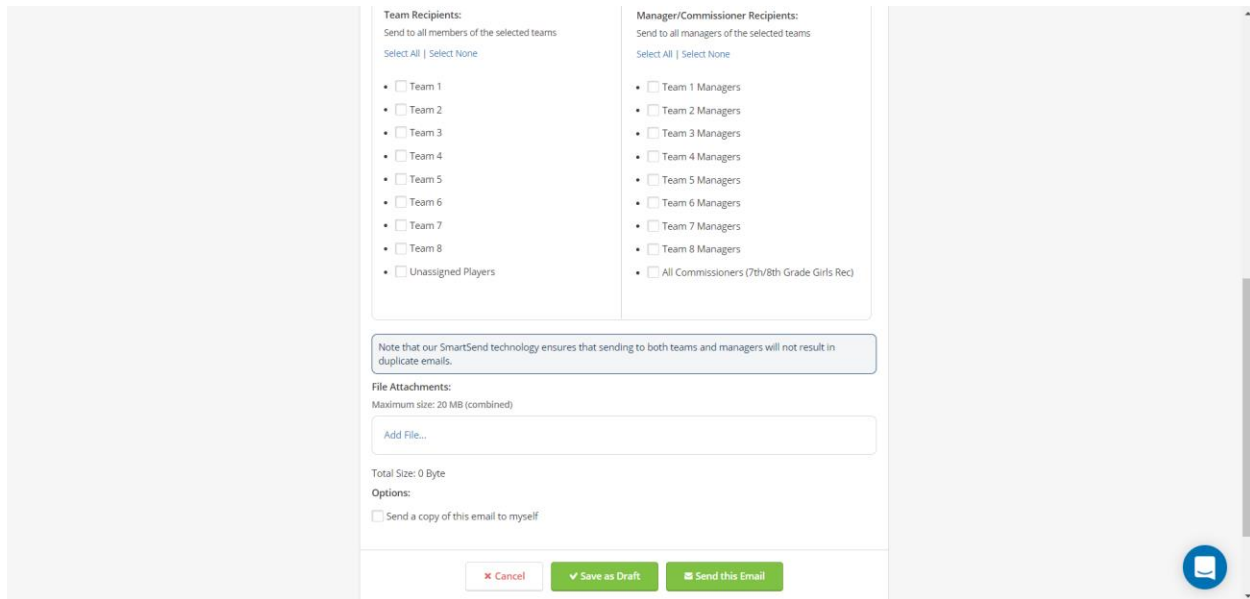 Team Recipients:
Send to all members of the selected teams
Select All | Select None
• Team 1
• Team 2
• Team 3
• Team 4
• Team 5
• Team 6
• Team 7
• Team 8
• Unassigned Players
Manager/Commissioner Recipients:
Send to all managers of the selected teams
Select All | Select None
• Team 1 Managers
• Team 2 Managers
• Team 3 Managers
• Team 4 Managers
• Team 5 Managers
• Team 6 Managers
• Team 7 Managers
• Team 8 Managers
• All Commissioners (7th/8th Grade Girls Rec)
Note that our SmartSend technology ensures that sending to both teams and managers will not result in
duplicate emails.
File Attachments:
Maximum size: 20 MB (combined)
Add File...
Total Size: 0 Byte
Options:
Send a copy of this email to myself
Cancel
Save as Draft
Send this Email